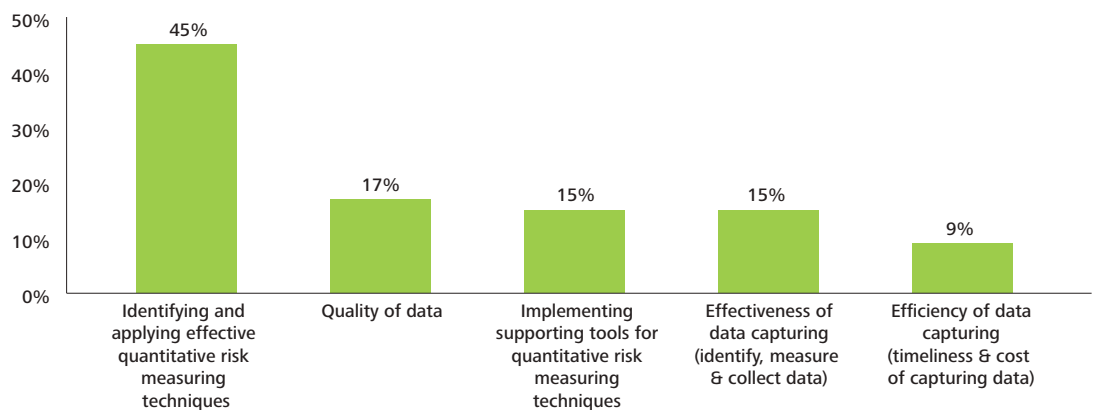 50%
40%
30%
20%
10%
0%
45%
17%
15%
15%
9%
Identifying and
applying effective
quantitative risk
measuring
techniques
Quality of data
Implementing
supporting tools for
quantitative risk
measuring
techniques
Effectiveness of
data capturing
(identify, measure
& collect data)
Efficiency of data
capturing
(timeliness & cost
of capturing data)